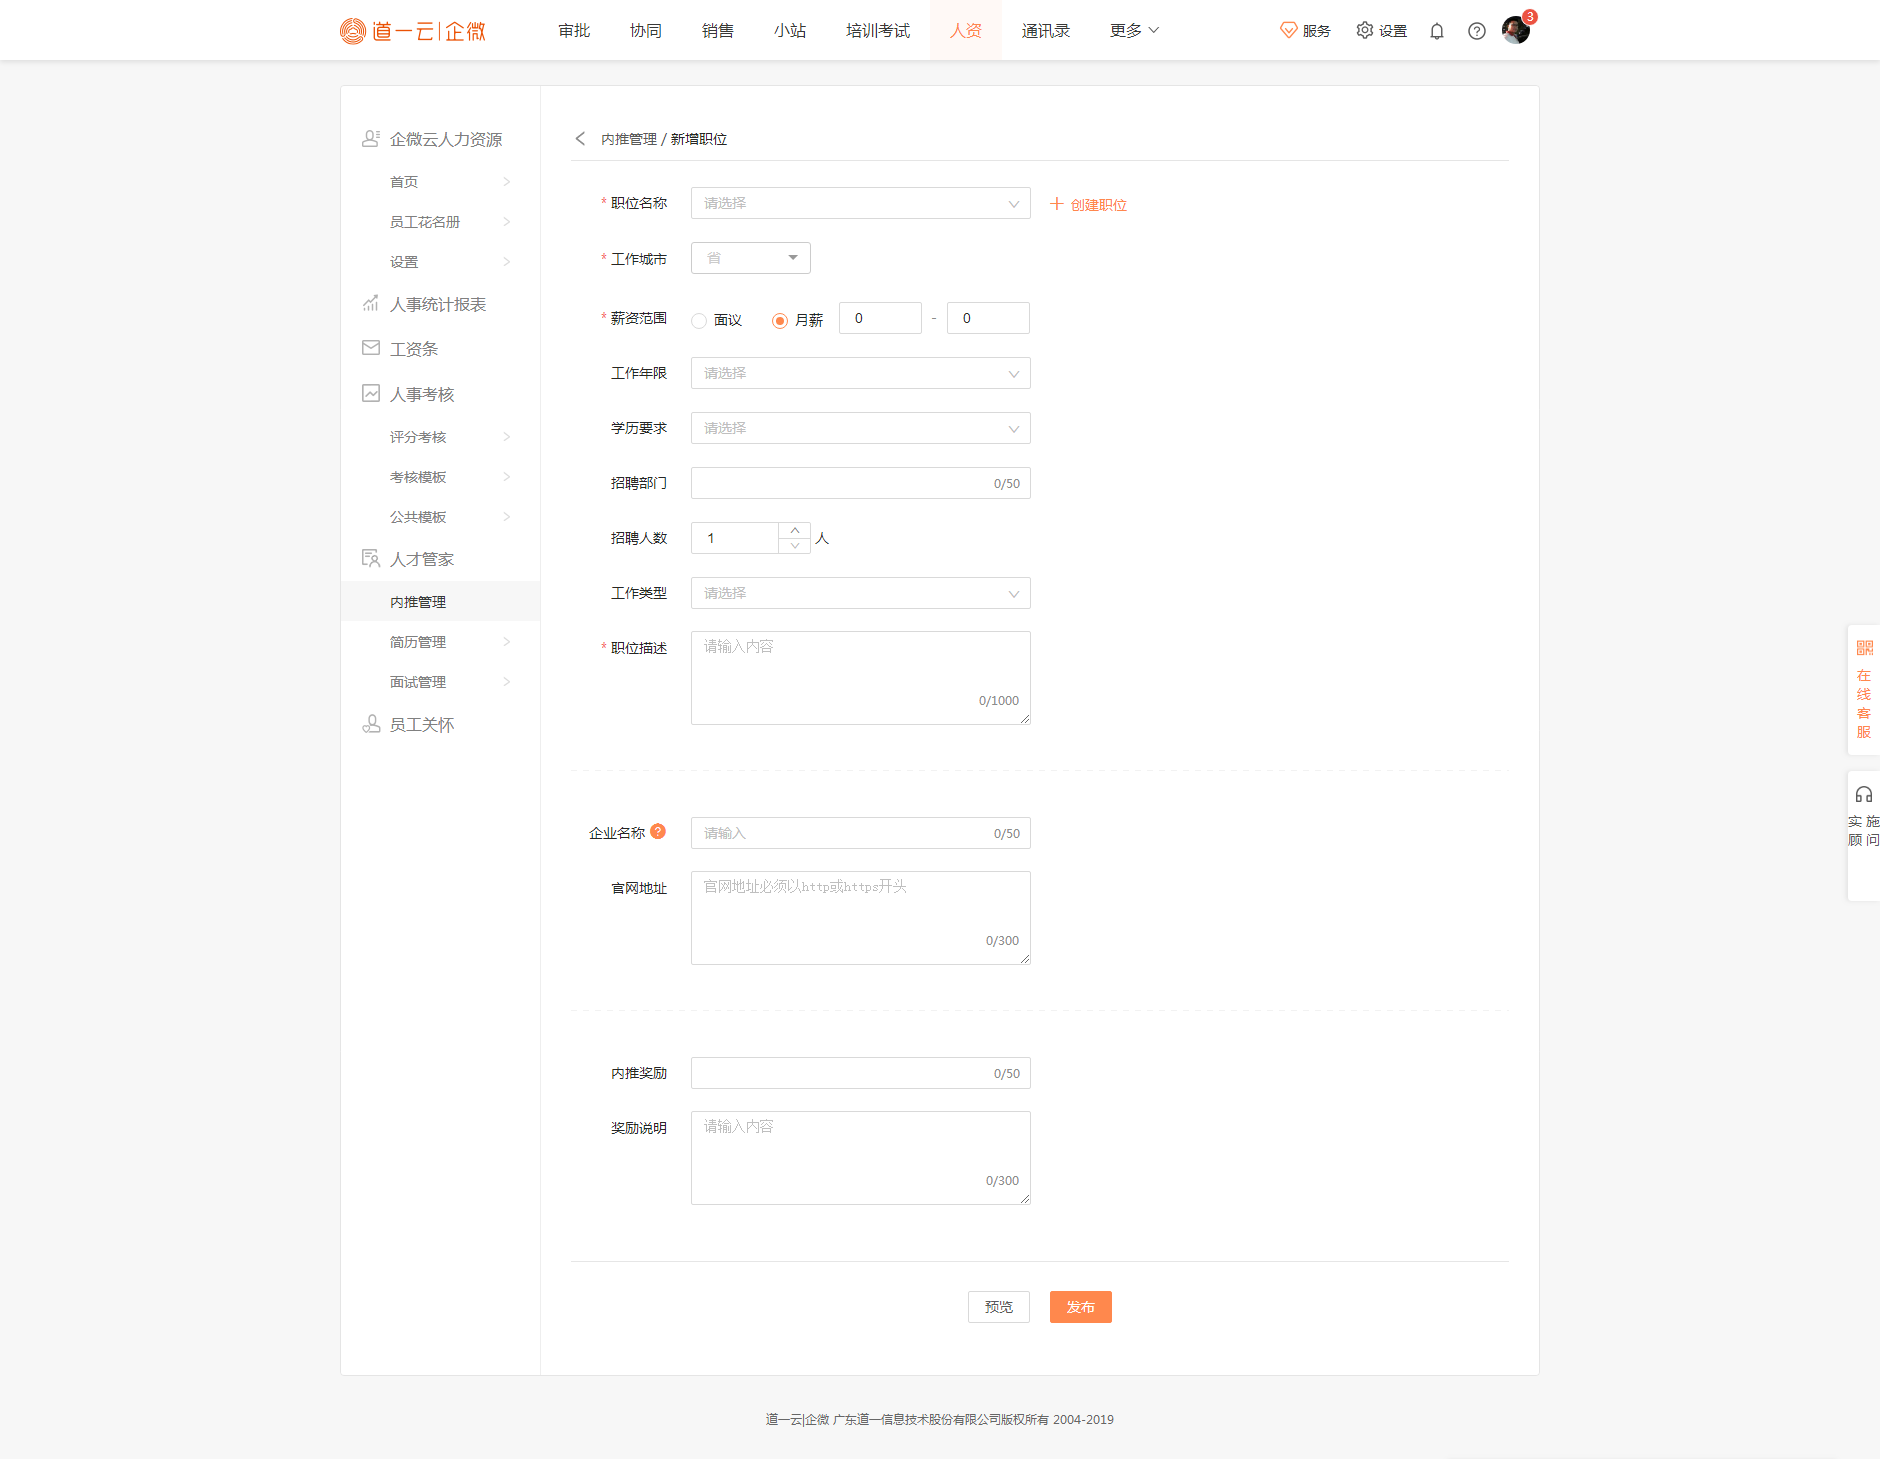 道一云|企微
审批
协同
销售
小站
培训考试
人资
通讯录
更多
服务
设置
3
企微云人力资源
首页
员工花名册
设置
人事统计报表
工资条
人事考核
评分考核
考核模板
公共模板
人才管家
内推管理
简历管理
面试管理
员工关怀
内推管理 / 新增职位
* 职位名称 请选择 创建职位
* 工作城市 省
* 薪资范围 面议 月薪 0 - 0
工作年限 请选择
学历要求 请选择
招聘部门 0/50
招聘人数 1 人
工作类型 请选择
* 职位描述 请输入内容
0/1000
企业名称 ? 请输入 0/50
官网地址 官网地址必须以http或https开头
0/300
内推奖励 0/50
奖励说明 请输入内容
0/300
预览 发布
在
线
客
服
实 施
顾 问
道一云|企微 广东道一信息技术股份有限公司版权所有 2004-2019